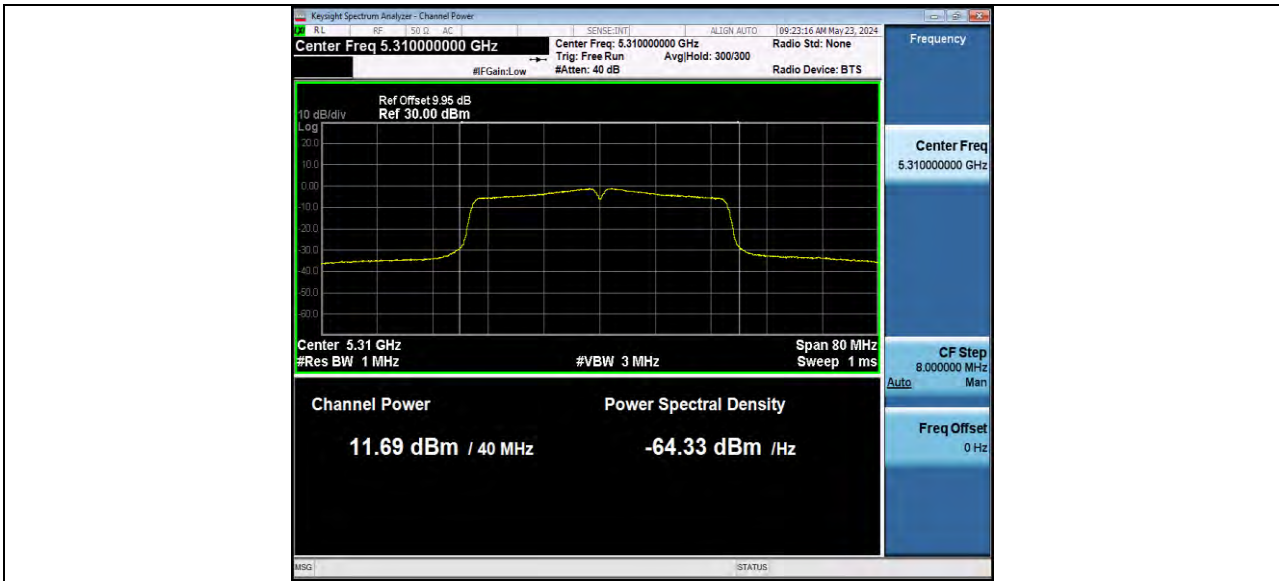 Keysight Spectrum Analyzer - Channel Power
RL RF 50 Ω AC SENSE:INT ALIGN AUTO 09:23:16 AM May 23, 2024
Center Freq 5.310000000 GHz
Center Freq: 5.310000000 GHz Radio Std: None
Trig: Free Run Avg|Hold: 300/300
#IFGain:Low #Atten: 40 dB Radio Device: BTS
Frequency
Ref Offset 9.95 dB
10 dB/div Ref 30.00 dBm
Log
20.0
10.0
0.00
-10.0
-20.0
-30.0
-40.0
-50.0
-60.0
Center 5.31 GHz Span 80 MHz
#Res BW 1 MHz #VBW 3 MHz Sweep 1 ms
Center Freq
5.310000000 GHz
CF Step
8.000000 MHz
Auto Man
Freq Offset
0 Hz
Channel Power Power Spectral Density
11.69 dBm / 40 MHz -64.33 dBm /Hz
MSG STATUS